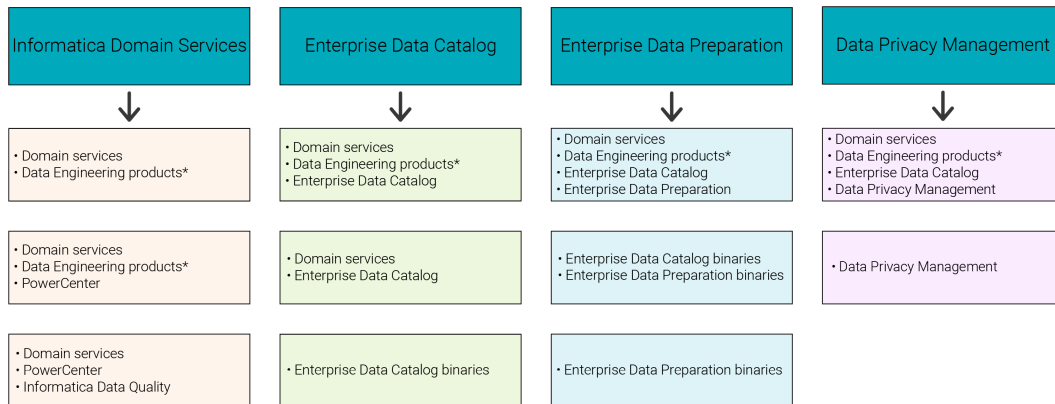 Informatica Domain Services
Enterprise Data Catalog
Enterprise Data Preparation
Data Privacy Management
• Domain services
• Data Engineering products*
• Domain services
• Data Engineering products*
• Enterprise Data Catalog
• Domain services
• Data Engineering products*
• Enterprise Data Catalog
• Enterprise Data Preparation
• Domain services
• Data Engineering products*
• Enterprise Data Catalog
• Data Privacy Management
• Domain services
• Data Engineering products*
• PowerCenter
• Domain services
• Enterprise Data Catalog
• Enterprise Data Catalog binaries
• Enterprise Data Preparation binaries
• Data Privacy Management
• Domain services
• PowerCenter
• Informatica Data Quality
• Enterprise Data Catalog binaries
• Enterprise Data Preparation binaries